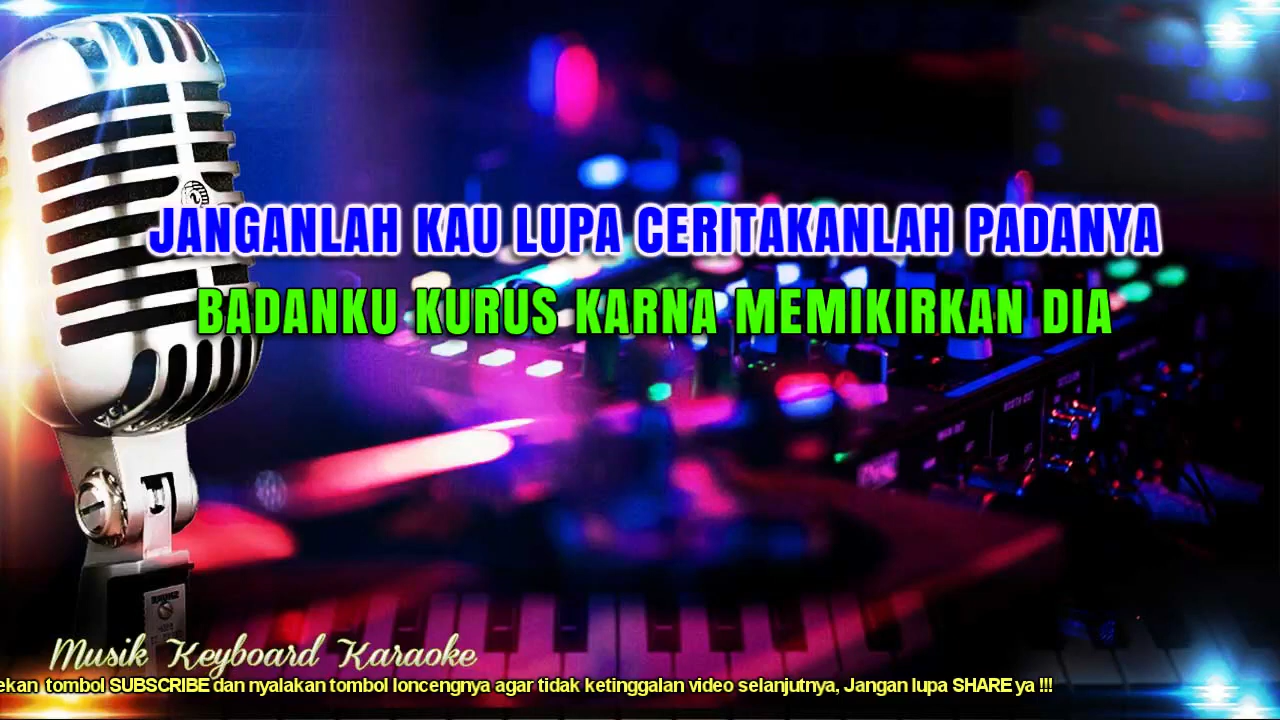 JANGANLAH KAU LUPA CERITAKANLAH PADANYA
BADANKU KURUS KARNA MEMIKIRKAN DIA
Musik Keyboard Karaoke
ekan tombol SUBSCRIBE dan nyalakan tombol loncengnya agar tidak ketinggalan video selanjutnya, Jangan lupa SHARE ya !!!